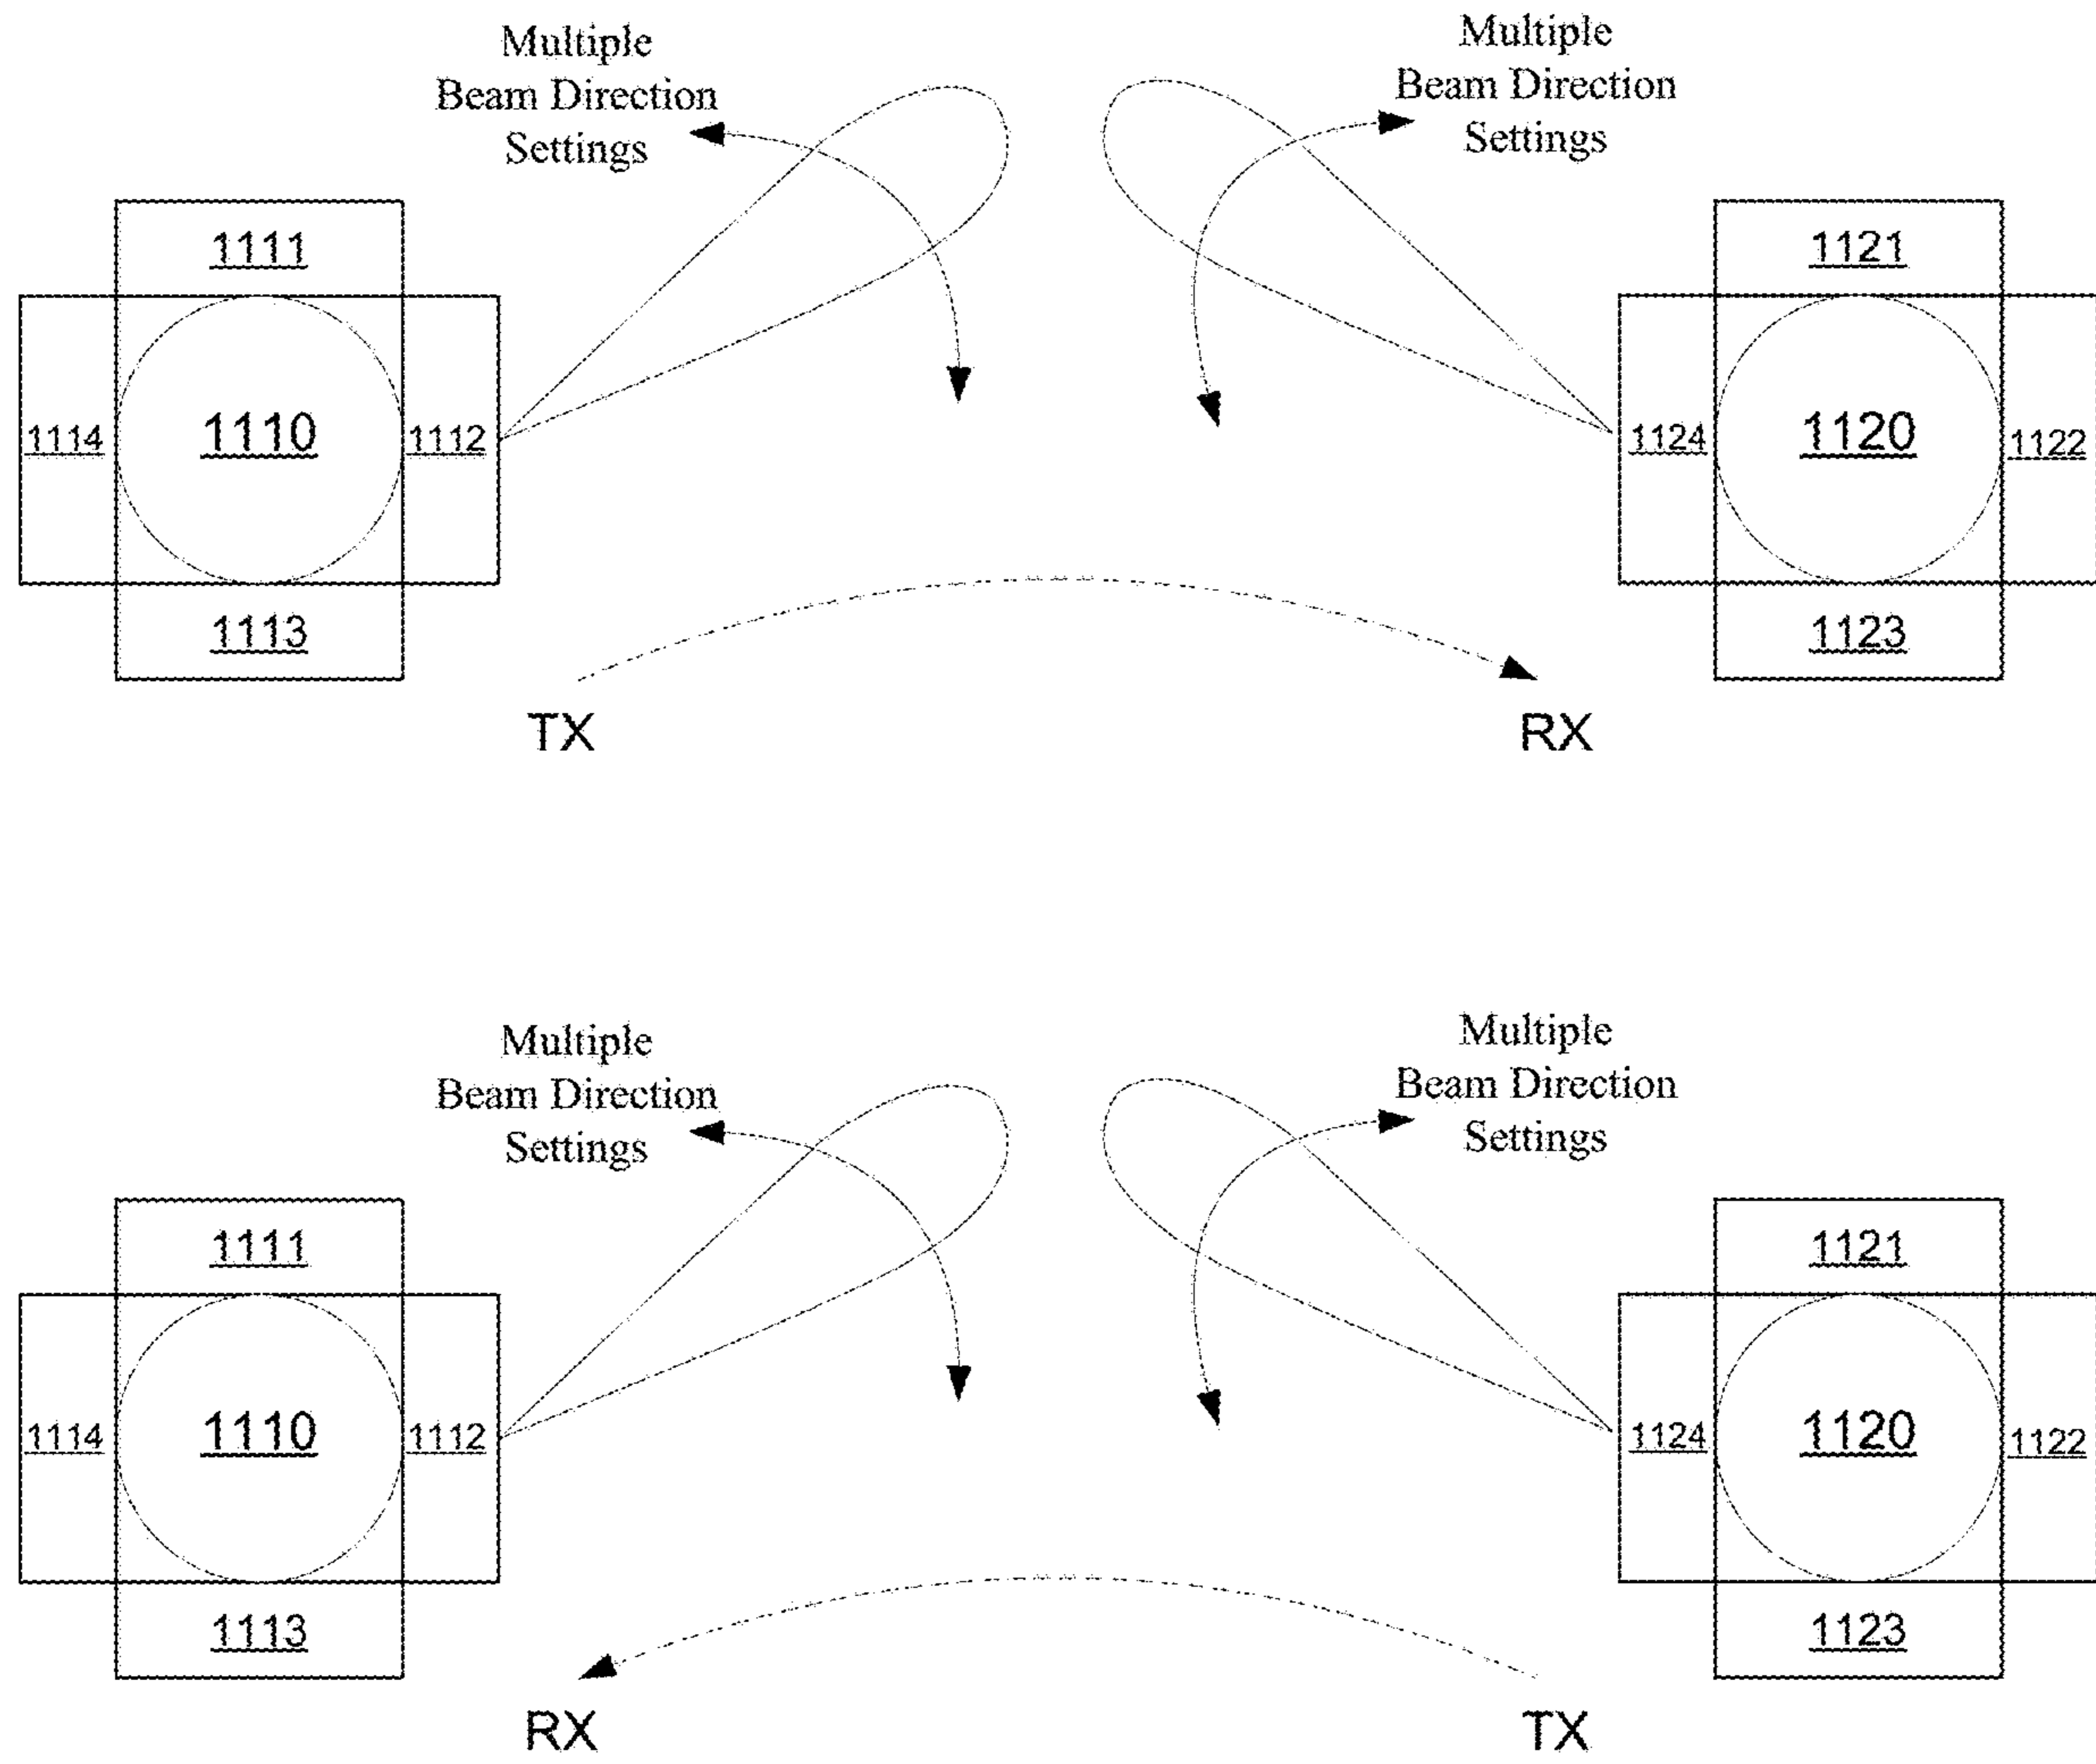 Multiple
Beam Direction
Settings
Multiple
Beam Direction
Settings
1111
1121
1114
1110
1112
1124
1120
1122
1113
1123
TX
RX
Multiple
Beam Direction
Settings
Multiple
Beam Direction
Settings
1111
1121
1114
1110
1112
1124
1120
1122
1113
1123
RX
TX